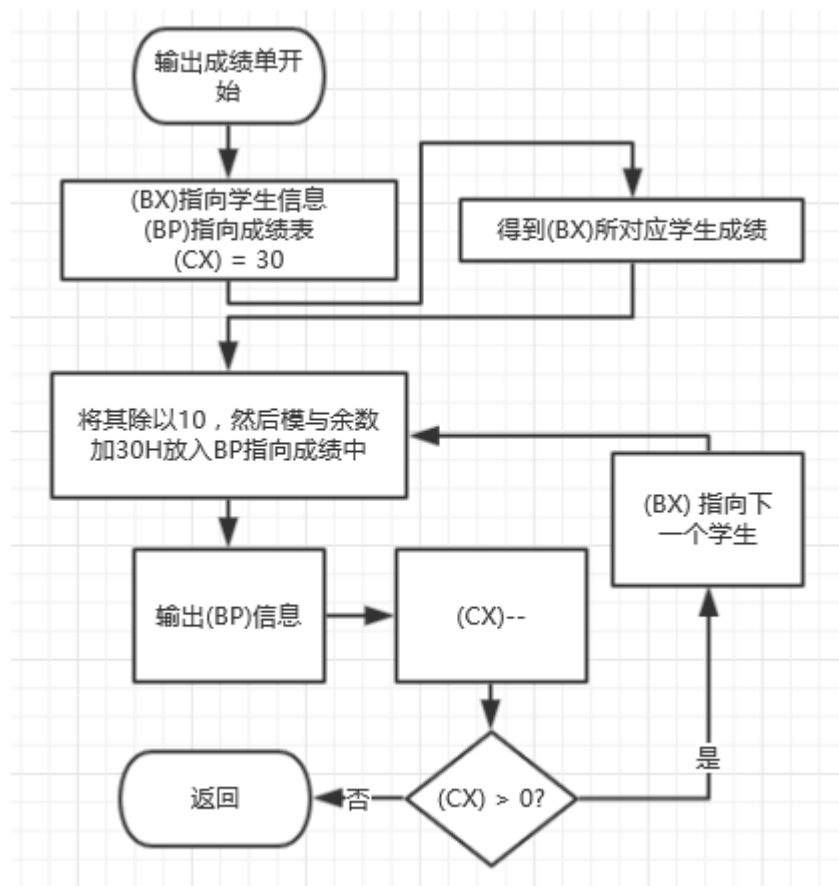 输出成绩单开
始
(BX)指向学生信息
(BP)指向成绩表
(CX) = 30
得到(BX)所对应学生成绩
将其除以10，然后模与余数
加30H放入BP指向成绩中
(BX) 指向下
一个学生
输出(BP)信息
(CX)--
是
返回
否
(CX) > 0?